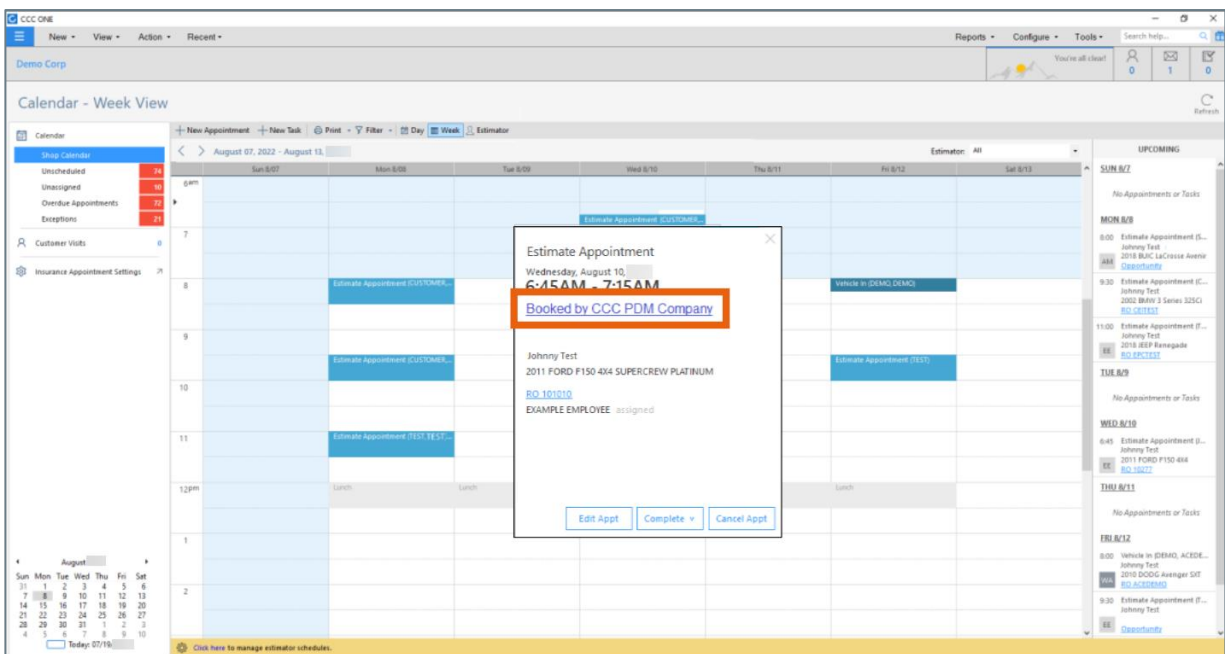 CCC ONE
New View Action Recent Reports Configure Tools Search help...
Demo Corp
You're all clear!
0 1 0
Calendar - Week View
Refresh
Calendar
Shop Calendar
Unscheduled 74
Unassigned 10
Overdue Appointments 72
Exceptions 21
Customer Visits 0
Insurance Appointment Settings
New Appointment New Task Print Filter Day Week Estimator
August 07, 2022 - August 13,
Estimator: All
Sun 8/07 Mon 8/08 Tue 8/09 Wed 8/10 Thu 8/11 Fri 8/12 Sat 8/13
6am
Estimate Appointment (CUSTOMER,...
7
8
Estimate Appointment (CUSTOMER,...
Vehicle In (DEMO, DEMO)
9
Estimate Appointment (CUSTOMER,...
Estimate Appointment (TEST)
10
11
Estimate Appointment (TEST, TEST...
12pm
Lunch Lunch Lunch
1
2
Estimate Appointment
Wednesday, August 10,
6:45AM - 7:15AM
Booked by CCC PDM Company
Johnny Test
2011 FORD F150 4X4 SUPERCREW PLATINUM
RO 101010
EXAMPLE EMPLOYEE assigned
Edit Appt Complete Cancel Appt
UPCOMING
SUN 8/7
No Appointments or Tasks
MON 8/8
8:00 Estimate Appointment (S...
Johnny Test
AM 2018 BUIC LaCrosse Avenir
Opportunity
9:30 Estimate Appointment (C...
Johnny Test
2002 BMW 3 Series 325Ci
RO CEITEST
11:00 Estimate Appointment (T...
Johnny Test
EE 2018 JEEP Renegade
RO EPCTEST
TUE 8/9
No Appointments or Tasks
WED 8/10
6:45 Estimate Appointment (J...
Johnny Test
EE 2011 FORD F150 4X4
RO 10277
THU 8/11
No Appointments or Tasks
FRI 8/12
8:00 Vehicle In (DEMO, ACEDE...
Johnny Test
WA 2010 DODG Avenger SXT
RO ACEDEMO
9:30 Estimate Appointment (T...
Johnny Test
EE Opportunity
August
Sun Mon Tue Wed Thu Fri Sat
31 1 2 3 4 5 6
7 8 9 10 11 12 13
14 15 16 17 18 19 20
21 22 23 24 25 26 27
28 29 30 31 1 2 3
4 5 6 7 8 9 10
Today: 07/19/
Click here to manage estimator schedules.